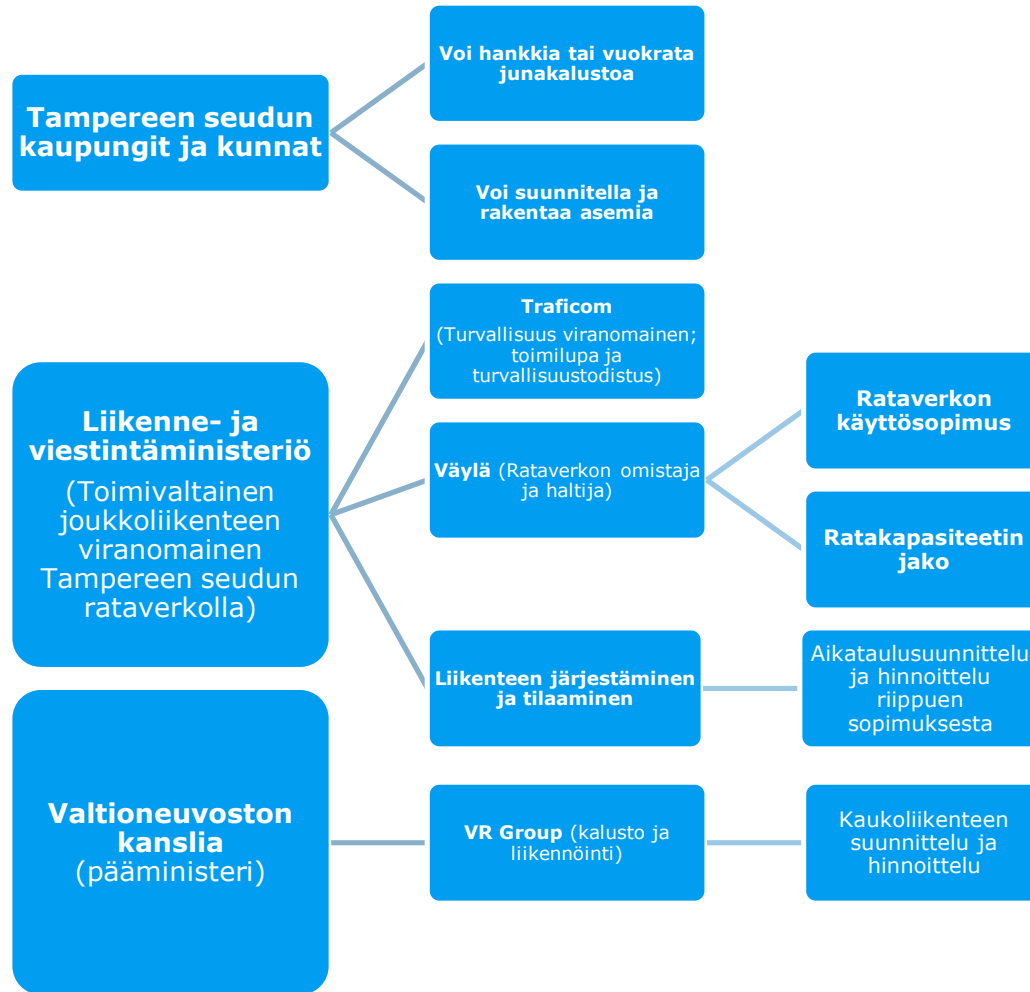 Tampereen seudun
kaupungit ja kunnat
Voi hankkia tai vuokrata
junakalustoa
Voi suunnitella ja
rakentaa asemia
Liikenne- ja
viestintäministeriö
(Toimivaltainen
joukkoliikenteen
viranomainen
Tampereen seudun
rataverkolla)
Traficom
(Turvallisuus viranomainen;
toimilupa ja
turvallisuustodistus)
Väylä (Rataverkon omistaja
ja haltija)
Rataverkon
käyttösopimus
Ratakapasiteetin
jako
Liikenteen järjestäminen
ja tilaaminen
Aikataulusuunnittelu
ja hinnoittelu
riippuen
sopimuksesta
Valtioneuvoston
kanslia
(pääministeri)
VR Group (kalusto ja
liikennöinti)
Kaukoliikenteen
suunnittelu ja
hinnoittelu